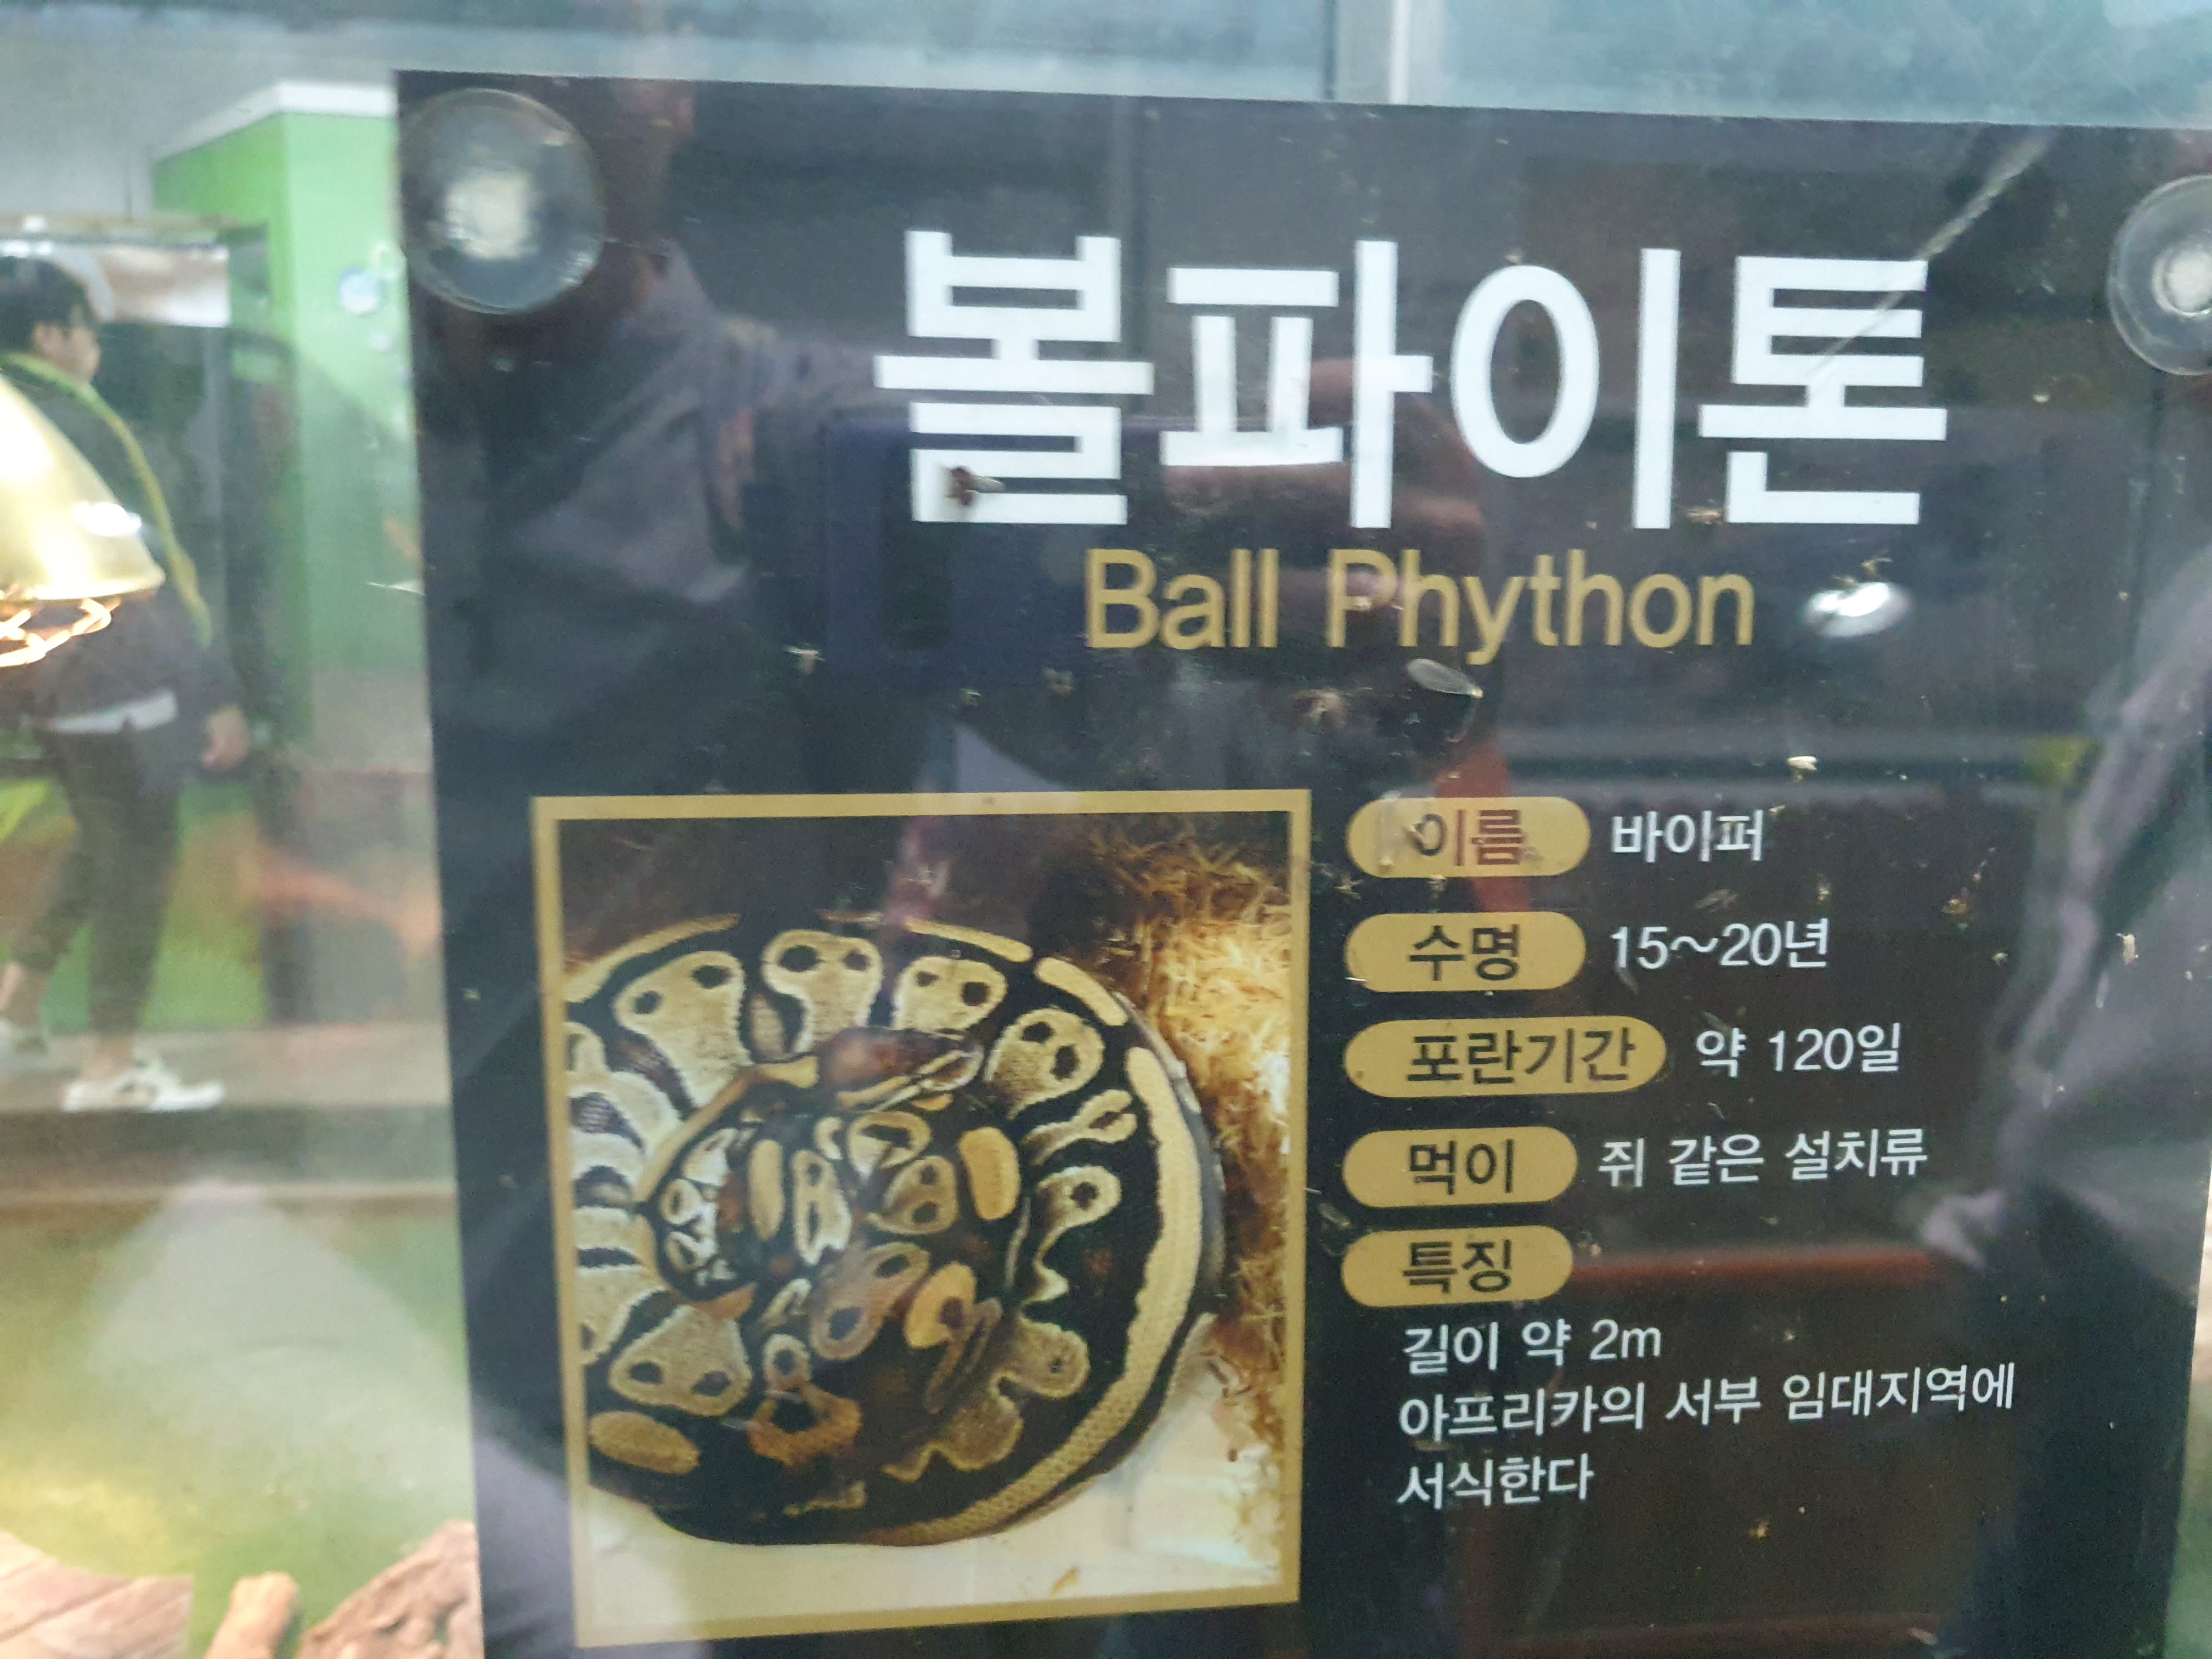 볼파이톤
Ball Phython
이름 바이퍼
수명 15~20년
포란기간 약 120일
먹이 쥐 같은 설치류
특징
길이 약 2m
아프리카의 서부 임대지역에
서식한다